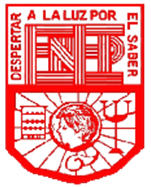 DESPERTAR A LA LUZ POR EL SABER
ENP